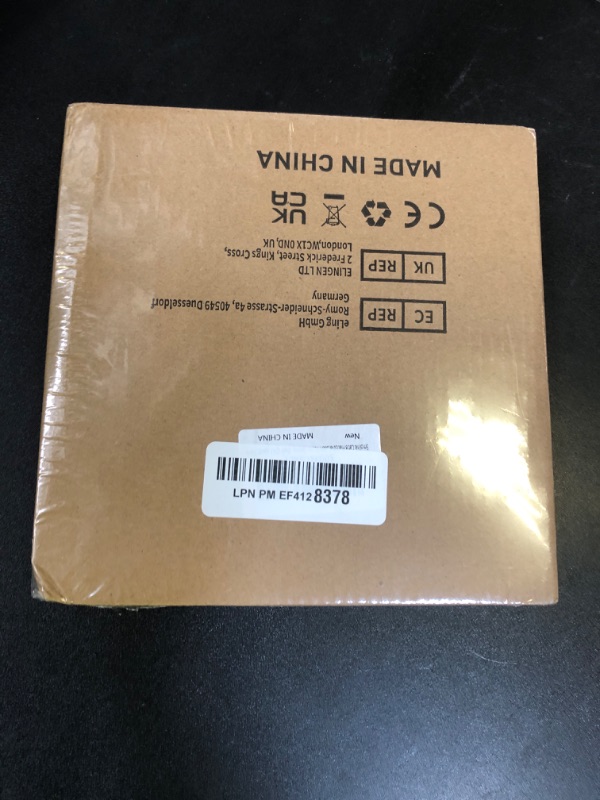 MADE IN CHINA
CE
UK
CA
UK REP
ELINGEN LTD
2 Frederick Street, Kings Cross,
London,WC1X 0ND, UK
EC REP
eLing GmbH
Romy-Schneider-Strasse 4a, 40549 Duesseldorf
Germany
New
MADE IN CHINA
LPN PM EF4128378